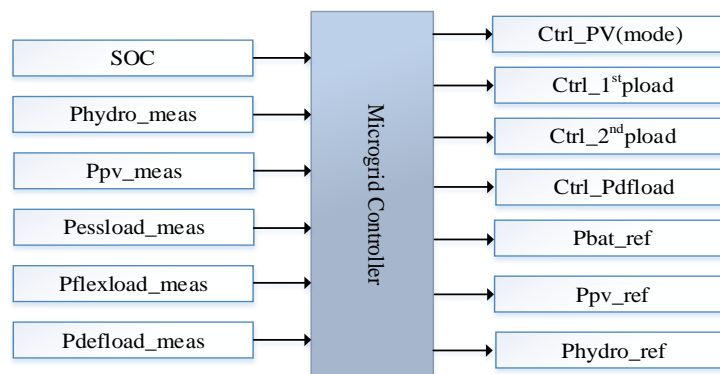 SOC
Phydro_meas
Ppv_meas
Pessload_meas
Pflexload_meas
Pdefload_meas
Microgrid Controller
Ctrl_PV(mode)
Ctrl_1ˢᵗpload
Ctrl_2ⁿᵈpload
Ctrl_Pdfload
Pbat_ref
Ppv_ref
Phydro_ref